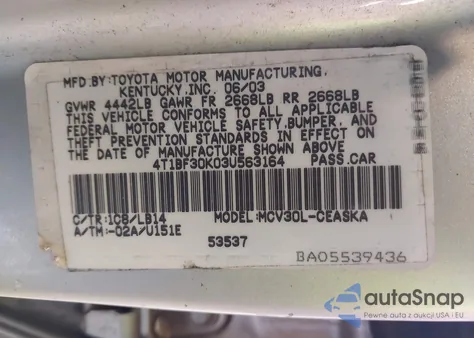 MFD.BY:TOYOTA MOTOR MANUFACTURING.
KENTUCKY.INC. 06/03
GVWR 4442LB GAWR FR 2668LB RR 2668LB
THIS VEHICLE CONFORMS TO ALL APPLICABLE
FEDERAL MOTOR VEHICLE SAFETY,BUMPER, AND
THEFT PREVENTION STANDARDS IN EFFECT ON
THE DATE OF MANUFACTURE SHOWN ABOVE.
4T1BF30K03U563164 PASS.CAR
C/TR:1C8/LB14 MODEL:MCV30L-CEASKA
A/TM:-02A/U151E
53537
BA05539436
autoSnap
Pewne auto z aukcji USA i EU